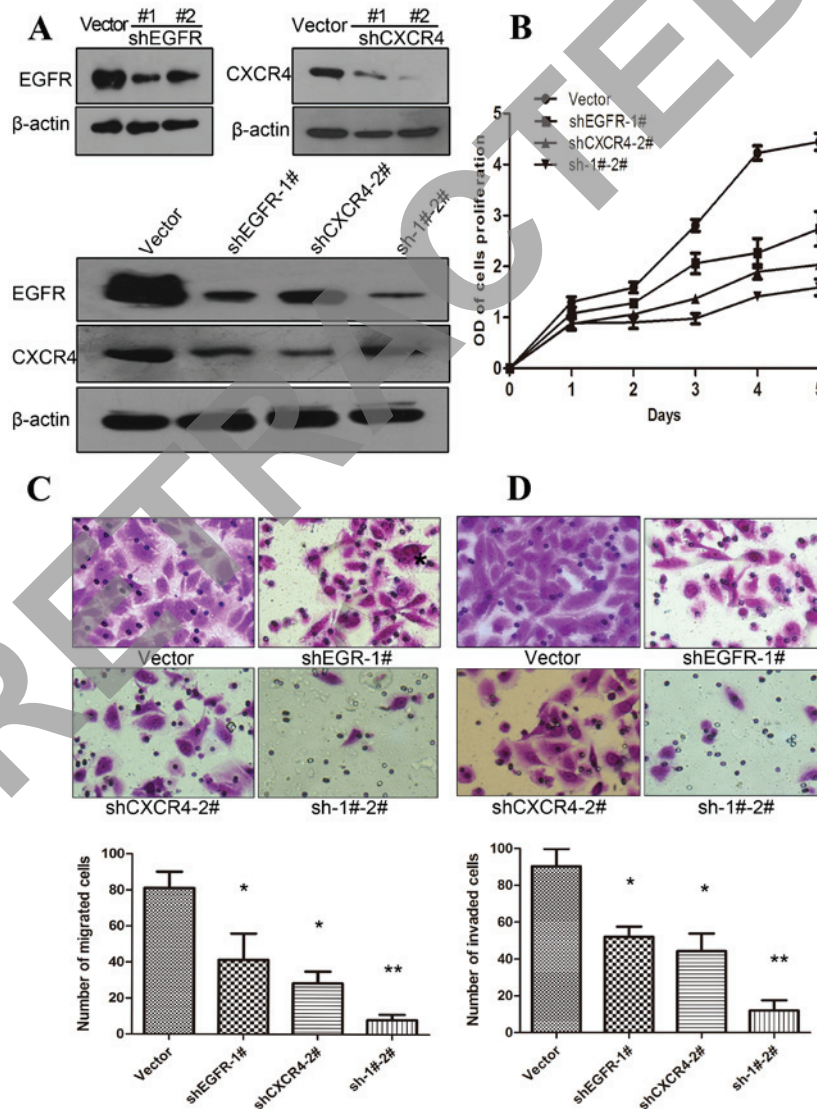 RETRACTED
A
Vector #1 #2
shEGFR
EGFR
β-actin
Vector #1 #2
shCXCR4
CXCR4
β-actin
Vector
shEGFR-1#
shCXCR4-2#
sh-1#-2#
EGFR
CXCR4
β-actin
B
Vector
shEGFR-1#
shCXCR4-2#
sh-1#-2#
OD of cells proliferation
5
4
3
2
1
0
0 1 2 3 4 5
Days
C
Vector
shEGR-1#
*
shCXCR4-2#
sh-1#-2#
Number of migrated cells
100
80
60
40
20
0
*
*
**
Vector
shEGFR-1#
shCXCR4-2#
sh-1#-2#
D
Vector
shEGFR-1#
shCXCR4-2#
sh-1#-2#
Number of invaded cells
100
80
60
40
20
0
*
*
**
Vector
shEGFR-1#
shCXCR4-2#
sh-1#-2#